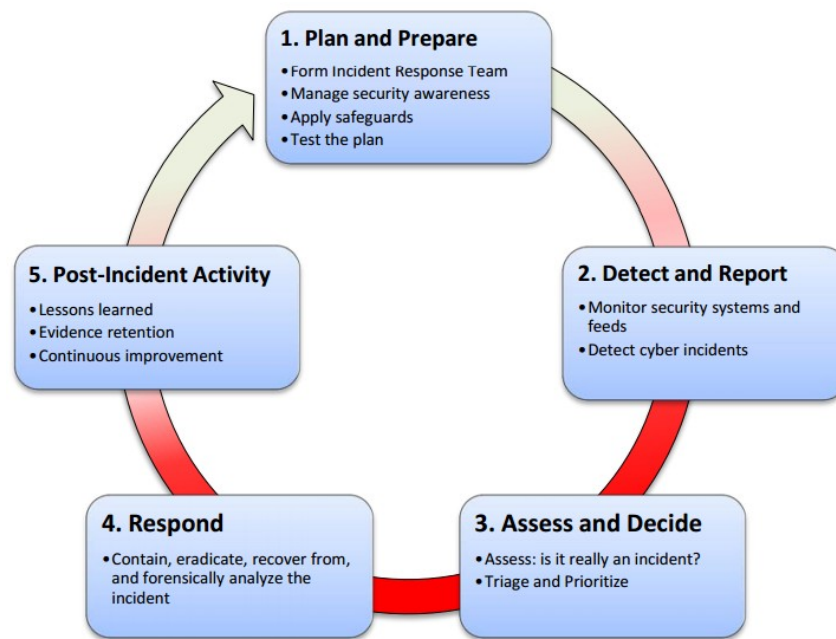 1. Plan and Prepare
•Form Incident Response Team
•Manage security awareness
•Apply safeguards
•Test the plan
2. Detect and Report
•Monitor security systems and
feeds
•Detect cyber incidents
3. Assess and Decide
•Assess: is it really an incident?
•Triage and Prioritize
4. Respond
•Contain, eradicate, recover from,
and forensically analyze the
incident
5. Post-Incident Activity
•Lessons learned
•Evidence retention
•Continuous improvement